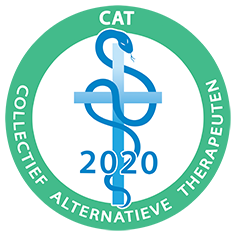 CAT
2020
COLLECTIEF ALTERNATIEVE THERAPEUTEN